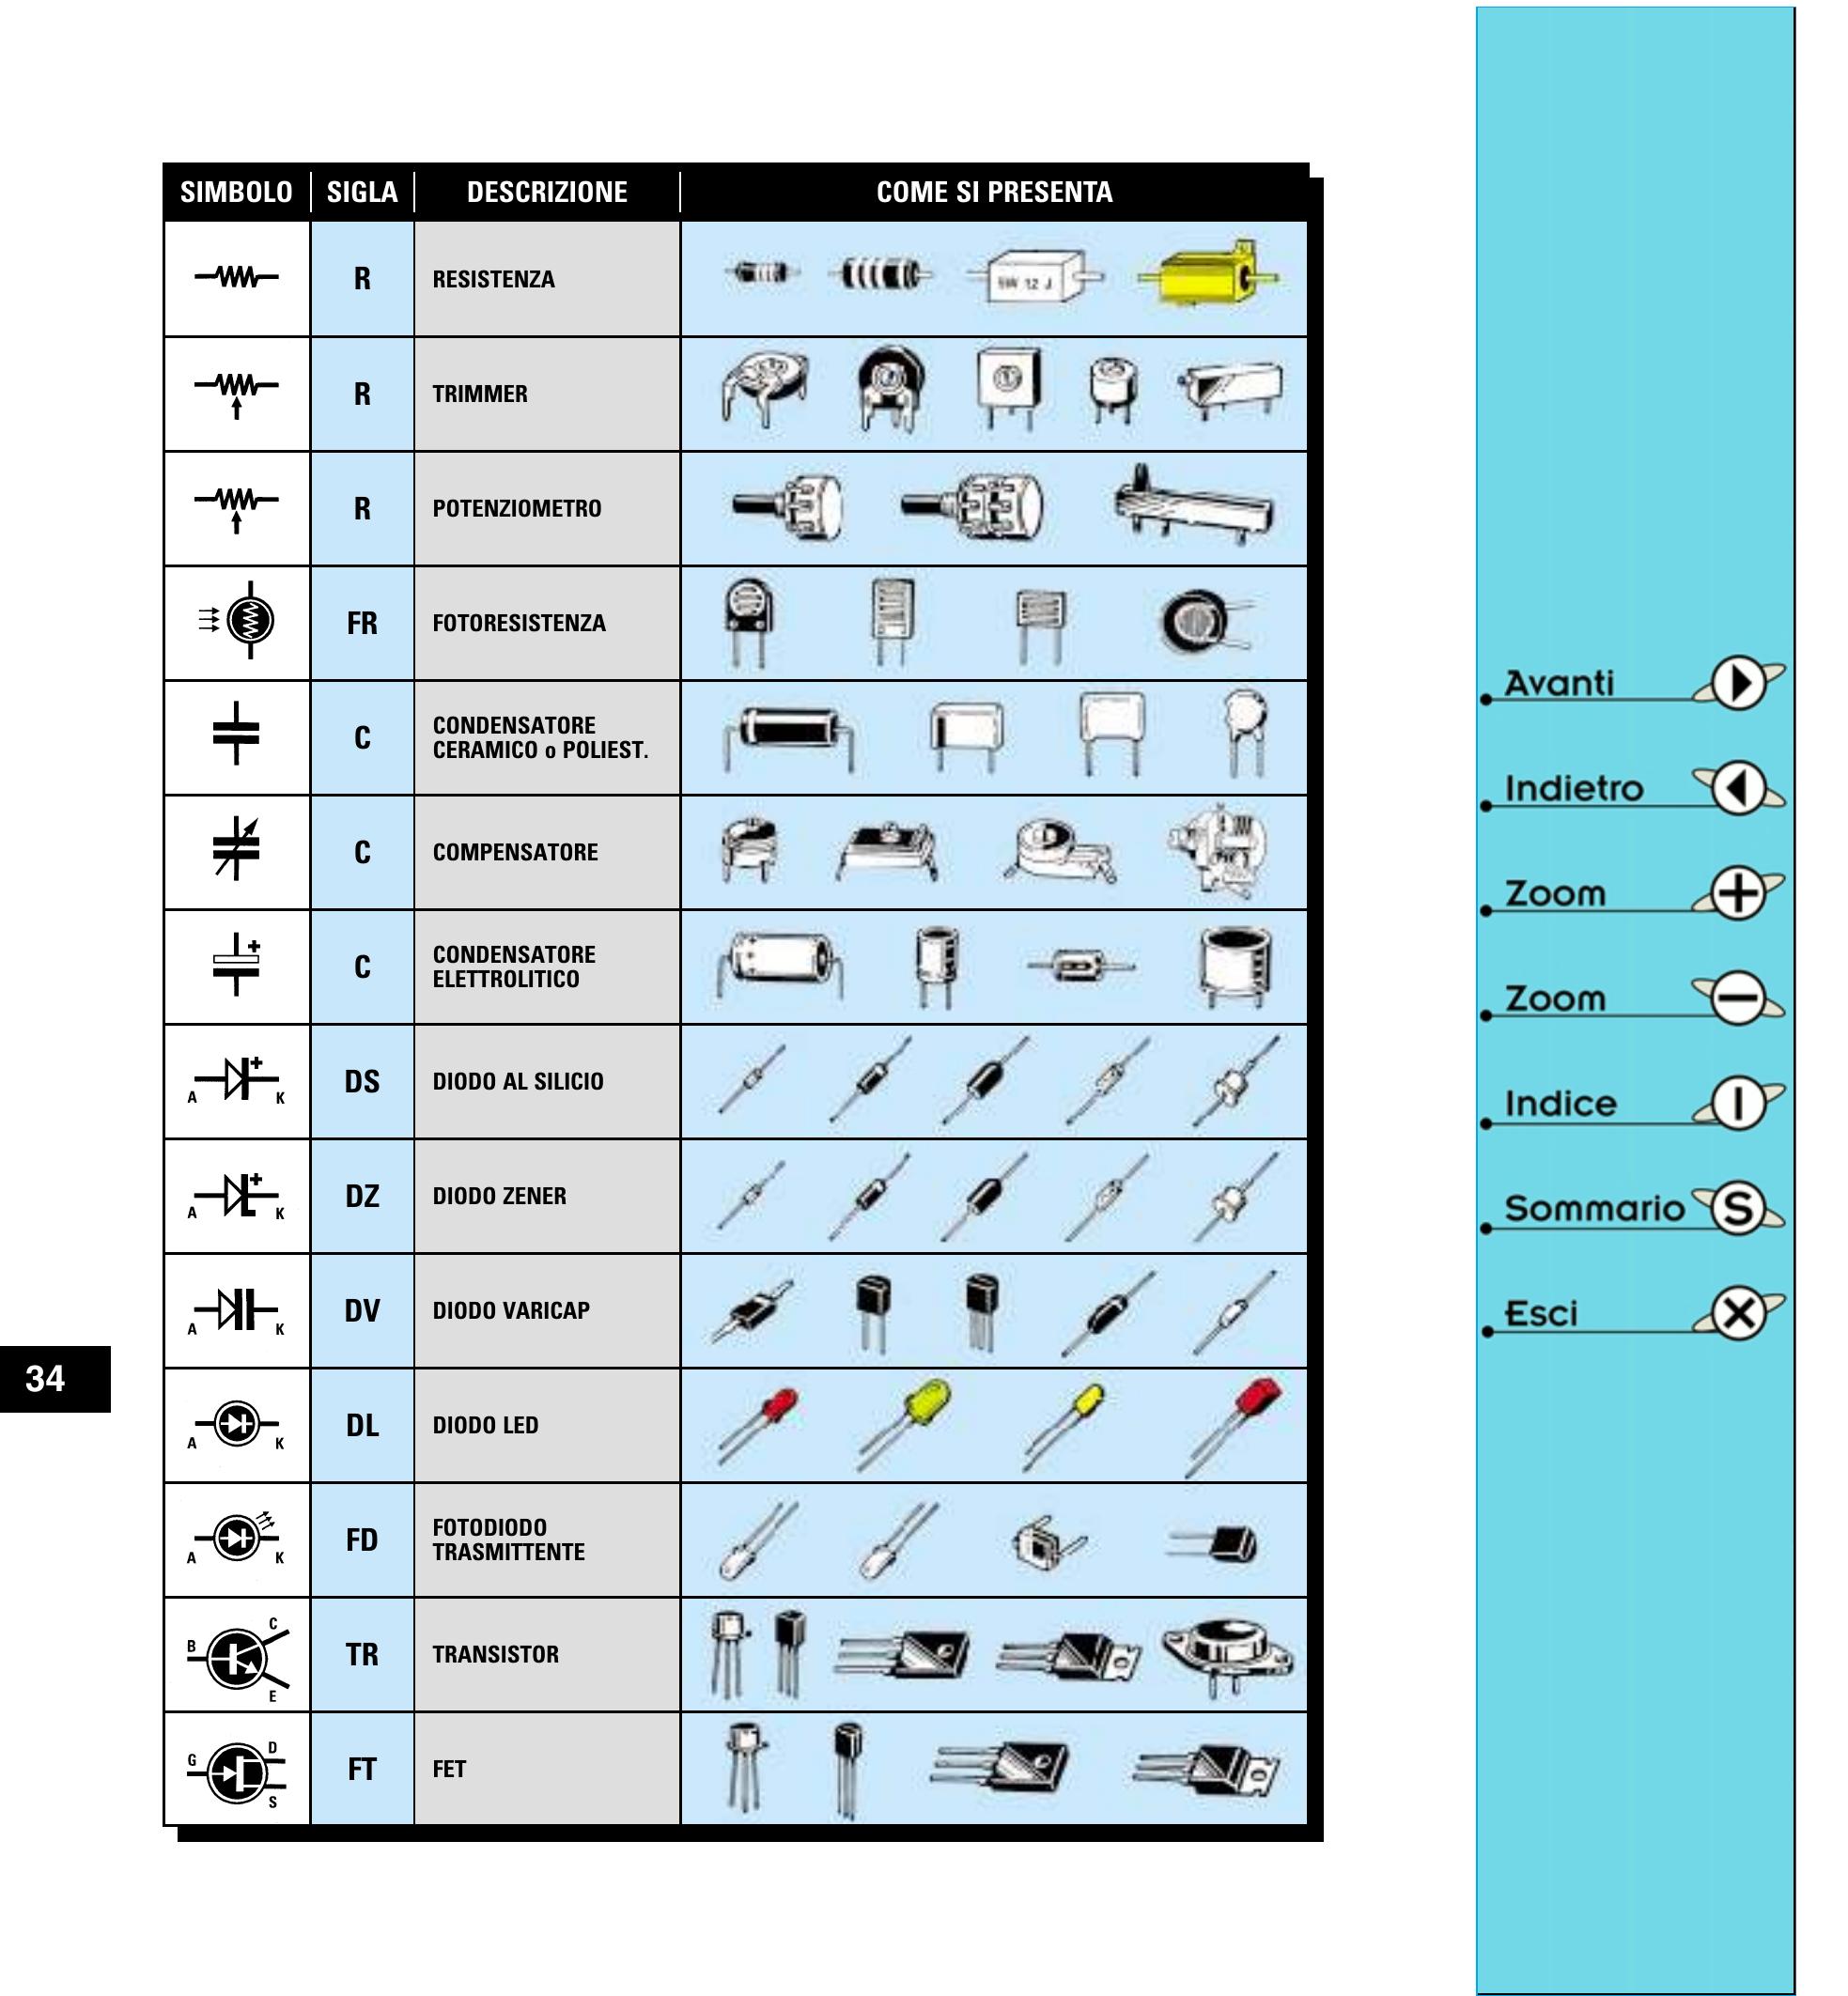 SIMBOLO SIGLA DESCRIZIONE COME SI PRESENTA
R RESISTENZA
5W 12 J
R TRIMMER
R POTENZIOMETRO
FR FOTORESISTENZA
C CONDENSATORE
CERAMICO o POLIEST.
C COMPENSATORE
+
C CONDENSATORE
ELETTROLITICO
+
A K DS DIODO AL SILICIO
+
A K DZ DIODO ZENER
A K DV DIODO VARICAP
A K DL DIODO LED
A K FD FOTODIODO
TRASMITTENTE
C
B
E
TR TRANSISTOR
G D
S
FT FET
34
Avanti
Indietro
Zoom +
Zoom –
Indice I
Sommario S
Esci X